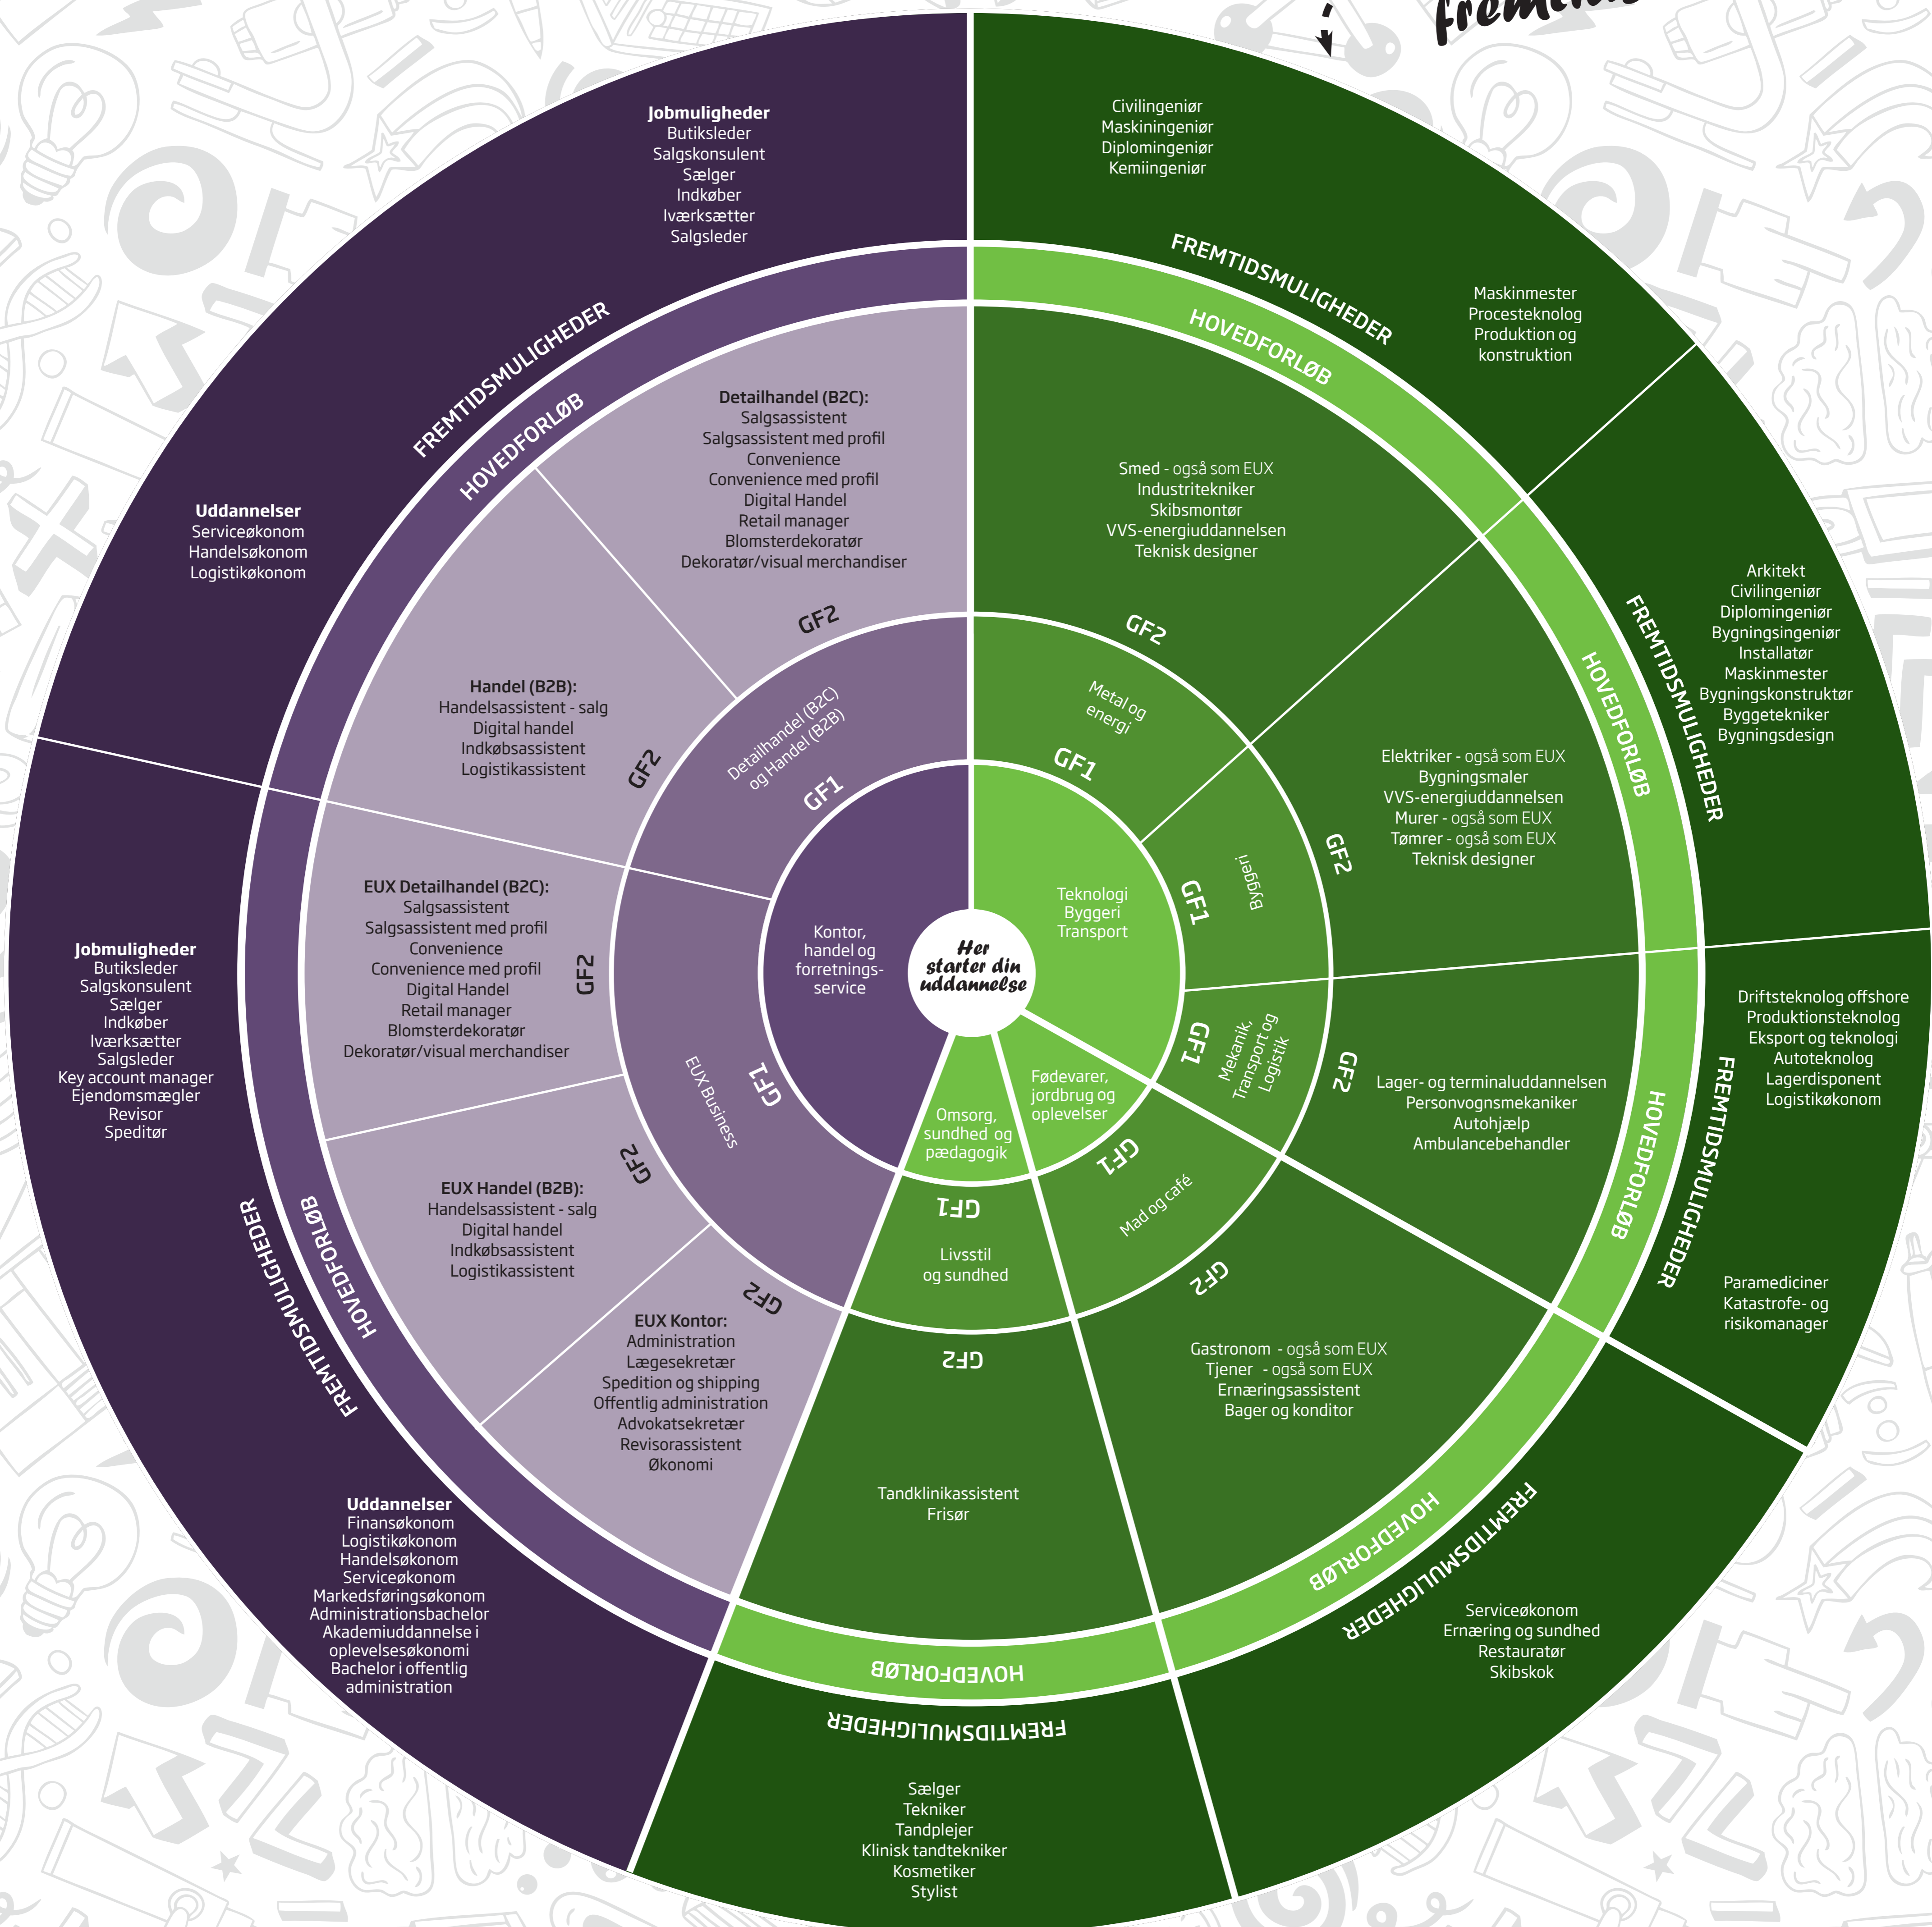 Her
starter din
uddannelse
Kontor,
handel og
forretnings-
service
GF1
Detailhandel (B2C)
og Handel (B2B)
GF2
Detailhandel (B2C):
Salgsassistent
Salgsassistent med profil
Convenience
Convenience med profil
Digital Handel
Retail manager
Blomsterdekoratør
Dekoratør/visual merchandiser
GF2
Handel (B2B):
Handelsassistent - salg
Digital handel
Indkøbsassistent
Logistikassistent
HOVEDFORLØB
FREMTIDSMULIGHEDER
Jobmuligheder
Butiksleder
Salgskonsulent
Sælger
Indkøber
Iværksætter
Salgsleder
Uddannelser
Serviceøkonom
Handelsøkonom
Logistikøkonom
GF1
EUX Business
GF2
EUX Detailhandel (B2C):
Salgsassistent
Salgsassistent med profil
Convenience
Convenience med profil
Digital Handel
Retail manager
Blomsterdekoratør
Dekoratør/visual merchandiser
GF2
EUX Handel (B2B):
Handelsassistent - salg
Digital handel
Indkøbsassistent
Logistikassistent
GF2
EUX Kontor:
Administration
Lægesekretær
Spedition og shipping
Offentlig administration
Advokatsekretær
Revisorassistent
Økonomi
HOVEDFORLØB
FREMTIDSMULIGHEDER
Jobmuligheder
Butiksleder
Salgskonsulent
Sælger
Indkøber
Iværksætter
Salgsleder
Key account manager
Ejendomsmægler
Revisor
Speditør
Uddannelser
Finansøkonom
Logistikøkonom
Handelsøkonom
Serviceøkonom
Markedsføringsøkonom
Administrationsbachelor
Akademiuddannelse i
oplevelsesøkonomi
Bachelor i offentlig
administration
Teknologi
Byggeri
Transport
GF1
Metal og
energi
GF2
Smed - også som EUX
Industritekniker
Skibsmontør
VVS-energiuddannelsen
Teknisk designer
HOVEDFORLØB
FREMTIDSMULIGHEDER
Civilingeniør
Maskiningeniør
Diplomingeniør
Kemiingeniør
Maskinmester
Procesteknolog
Produktion og
konstruktion
GF1
Byggeri
GF2
Elektriker - også som EUX
Bygningsmaler
VVS-energiuddannelsen
Murer - også som EUX
Tømrer - også som EUX
Teknisk designer
HOVEDFORLØB
FREMTIDSMULIGHEDER
Arkitekt
Civilingeniør
Diplomingeniør
Bygningsingeniør
Installatør
Maskinmester
Bygningskonstruktør
Byggetekniker
Bygningsdesign
GF1
Mekanik,
Transport og
Logistik
GF2
Lager- og terminaluddannelsen
Personvognsmekaniker
Autohjælp
Ambulancebehandler
HOVEDFORLØB
FREMTIDSMULIGHEDER
Driftsteknolog offshore
Produktionsteknolog
Eksport og teknologi
Autoteknolog
Lagerdisponent
Logistikøkonom
Paramediciner
Katastrofe- og
risikomanager
Fødevarer,
jordbrug og
oplevelser
GF1
Mad og café
GF2
Gastronom - også som EUX
Tjener - også som EUX
Ernæringsassistent
Bager og konditor
HOVEDFORLØB
FREMTIDSMULIGHEDER
Serviceøkonom
Ernæring og sundhed
Restauratør
Skibskok
Omsorg,
sundhed og
pædagogik
GF1
Livsstil
og sundhed
GF2
Tandklinikassistent
Frisør
HOVEDFORLØB
FREMTIDSMULIGHEDER
Sælger
Tekniker
Tandplejer
Klinisk tandtekniker
Kosmetiker
Stylist